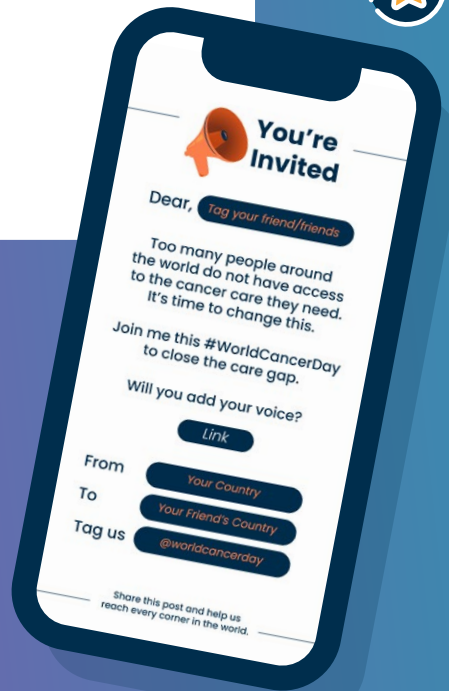 You're
Invited
Dear, Tag your friend/friends
Too many people around
the world do not have access
to the cancer care they need.
It's time to change this.
Join me this #WorldCancerDay
to close the care gap.
Will you add your voice?
Link
From Your Country
To Your Friend's Country
Tag us @worldcancerday
Share this post and help us
reach every corner in the world.